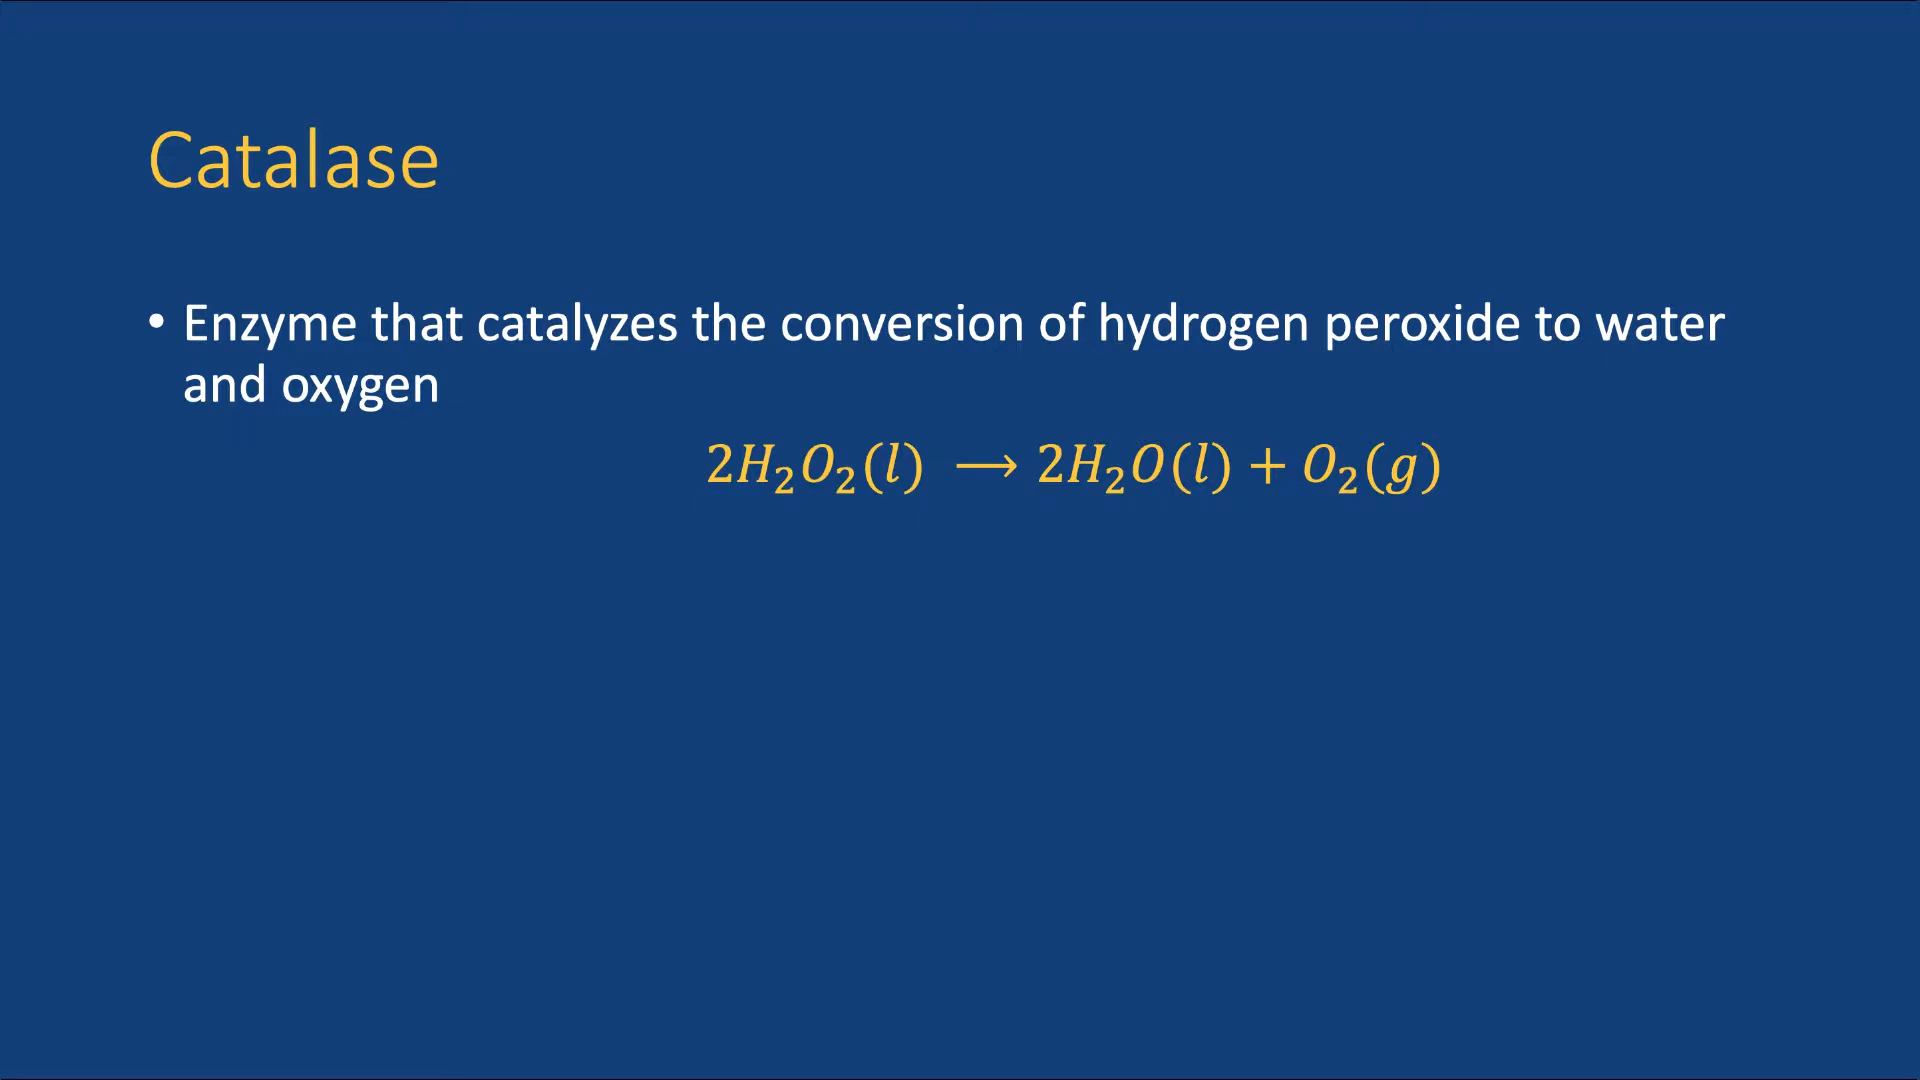 Catalase
• Enzyme that catalyzes the conversion of hydrogen peroxide to water
and oxygen
2H₂O₂(l) ⟶ 2H₂O(l) + O₂(g)